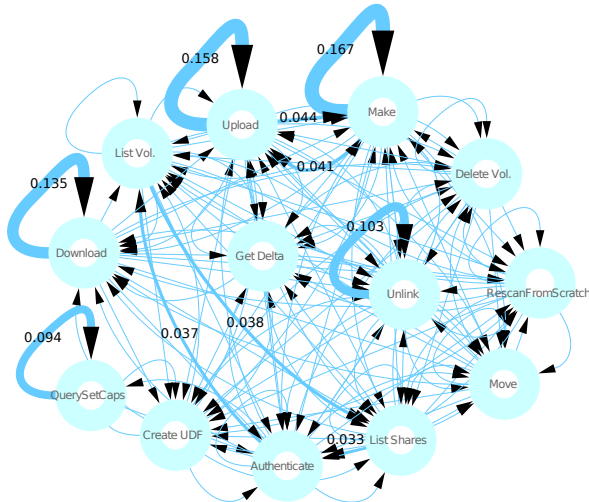 0.167
0.158
Make
0.044
Upload
List Vol.
0.041
Delete Vol.
0.135
0.103
Download
Get Delta
Unlink
RescanFromScratch
0.038
0.037
0.094
Move
QuerySetCaps
Create UDF
0.033
List Shares
Authenticate